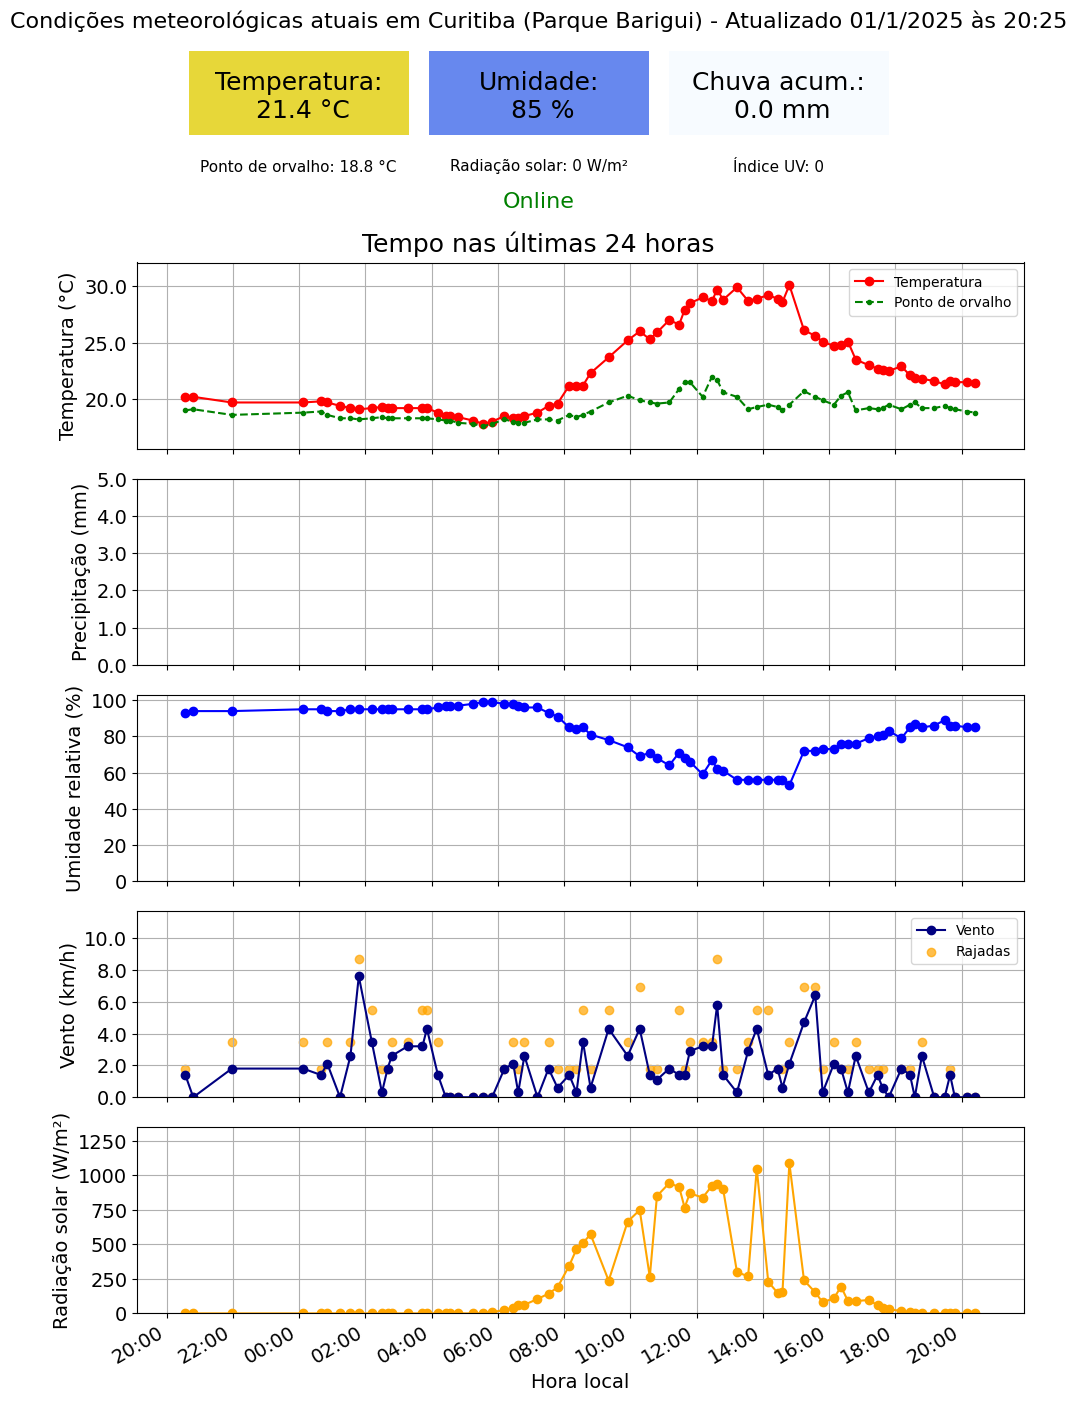 Condições meteorológicas atuais em Curitiba (Parque Barigui) - Atualizado 01/1/2025 às 20:25
Temperatura:
21.4 °C
Umidade:
85 %
Chuva acum.:
0.0 mm
Ponto de orvalho: 18.8 °C
Radiação solar: 0 W/m²
Índice UV: 0
Online
Tempo nas últimas 24 horas
Temperatura (°C)
30.0
25.0
20.0
Temperatura
Ponto de orvalho
Precipitação (mm)
5.0
4.0
3.0
2.0
1.0
0.0
Umidade relativa (%)
100
80
60
40
20
0
Vento (km/h)
10.0
8.0
6.0
4.0
2.0
0.0
Vento
Rajadas
Radiação solar (W/m²)
1250
1000
750
500
250
0
20:00 22:00 00:00 02:00 04:00 06:00 08:00 10:00 12:00 14:00 16:00 18:00 20:00
Hora local